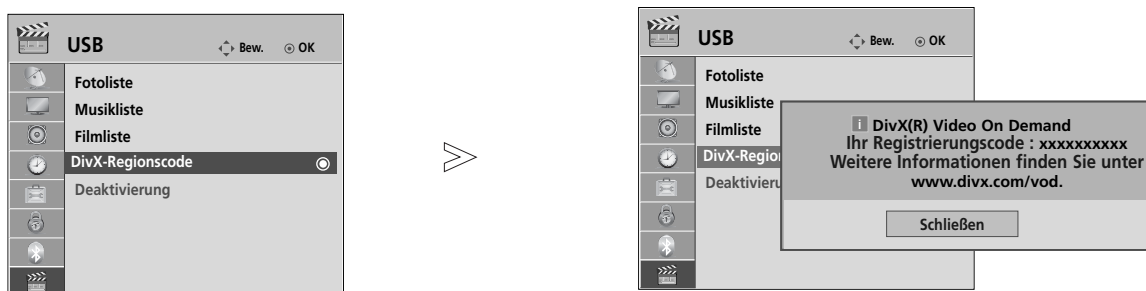 USB Bew. OK
Fotoliste
Musikliste
Filmliste
DivX-Regionscode
Deaktivierung
USB Bew. OK
Fotoliste
Musikliste
Filmliste
DivX-Regio
Deaktivieru
i DivX(R) Video On Demand
Ihr Registrierungscode : xxxxxxxxxx
Weitere Informationen finden Sie unter
www.divx.com/vod.
Schließen